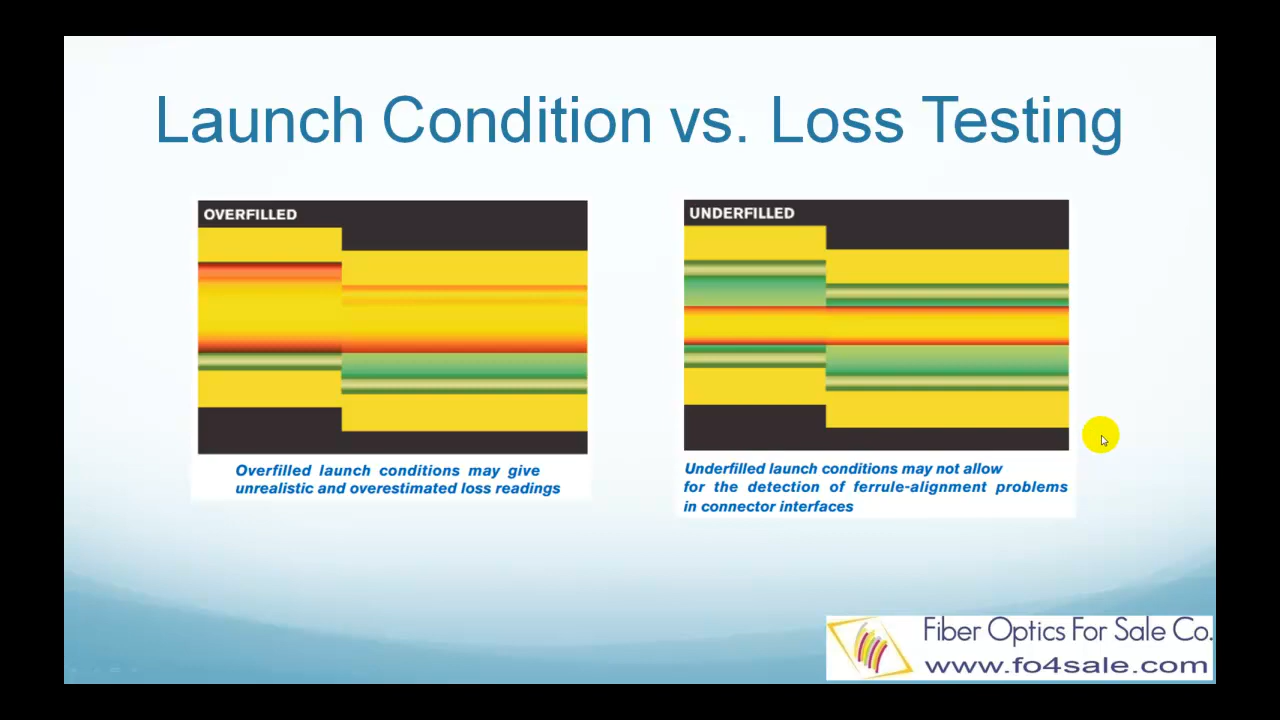 Launch Condition vs. Loss Testing
OVERFILLED
Overfilled launch conditions may give
unrealistic and overestimated loss readings
UNDERFILLED
Underfilled launch conditions may not allow
for the detection of ferrule-alignment problems
in connector interfaces
Fiber Optics For Sale Co.
www.fo4sale.com